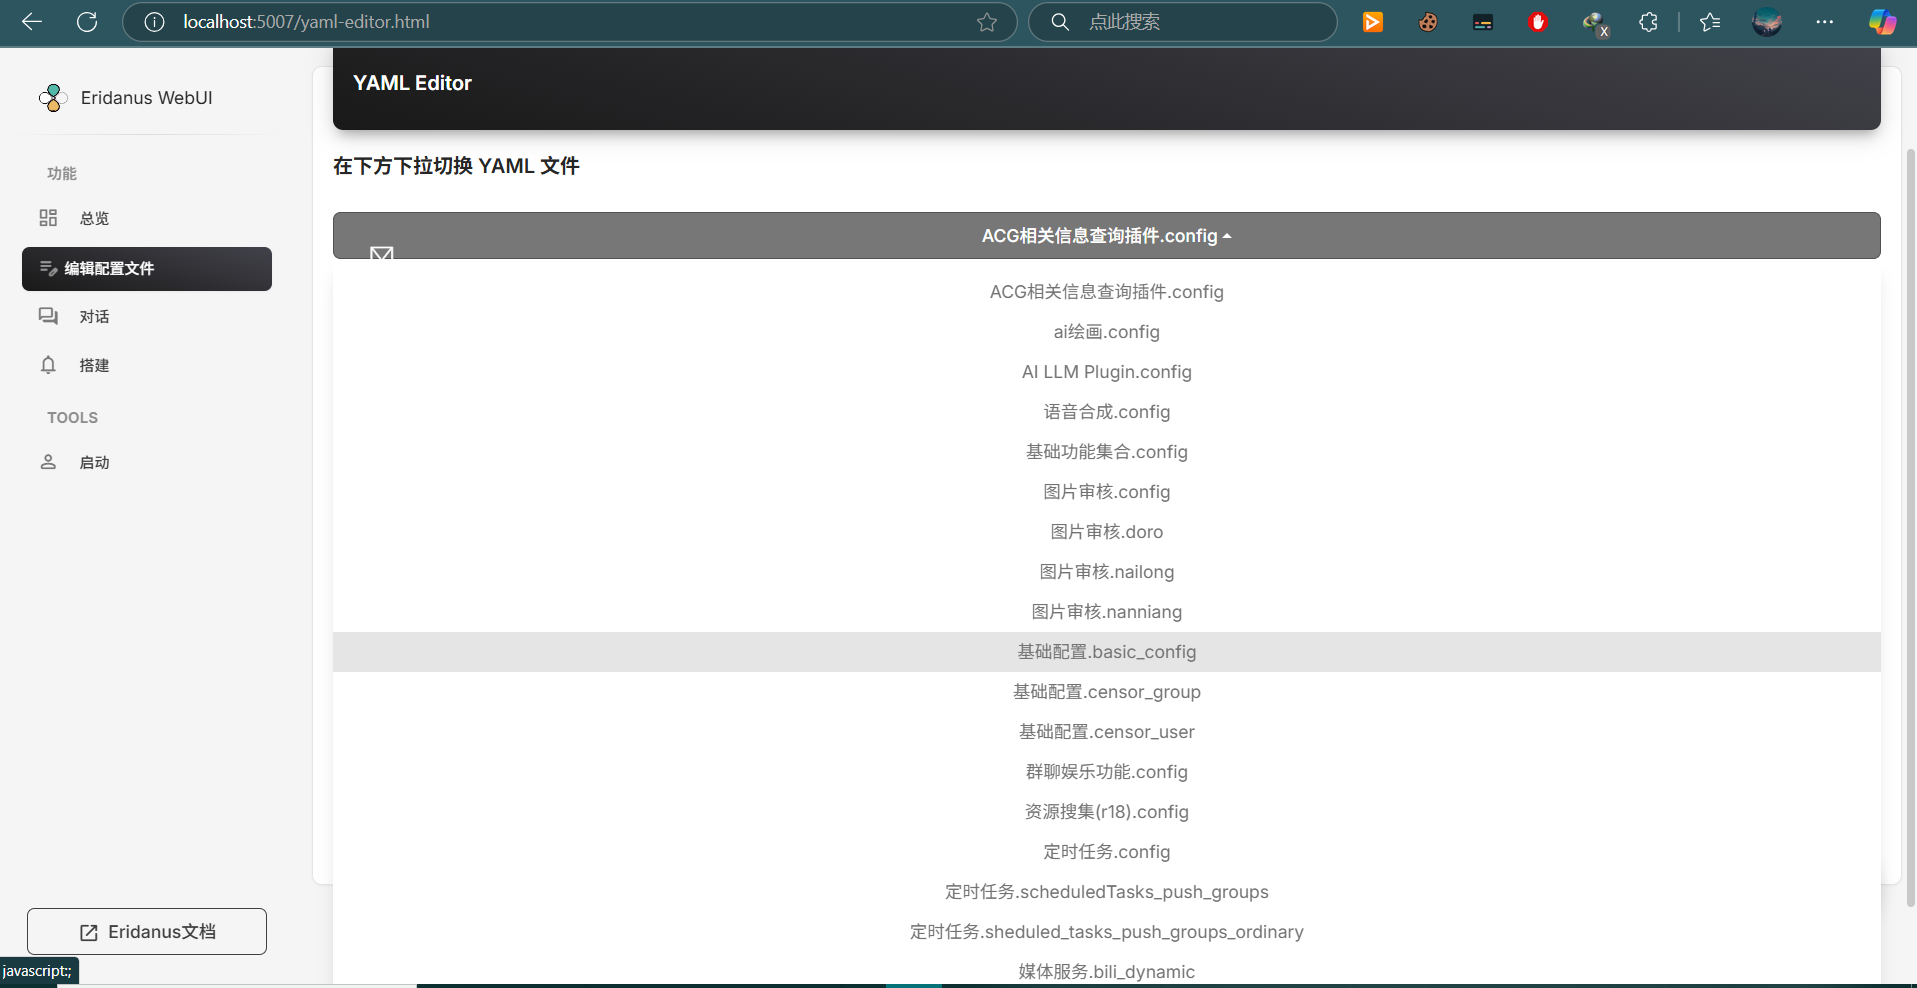 localhost:5007/yaml-editor.html
点此搜索
X
Eridanus WebUI
功能
总览
编辑配置文件
对话
搭建
TOOLS
启动
Eridanus文档
javascript:;
YAML Editor
在下方下拉切换 YAML 文件
ACG相关信息查询插件.config
ACG相关信息查询插件.config
ai绘画.config
AI LLM Plugin.config
语音合成.config
基础功能集合.config
图片审核.config
图片审核.doro
图片审核.nailong
图片审核.nanniang
基础配置.basic_config
基础配置.censor_group
基础配置.censor_user
群聊娱乐功能.config
资源搜集(r18).config
定时任务.config
定时任务.scheduledTasks_push_groups
定时任务.sheduled_tasks_push_groups_ordinary
媒体服务.bili_dynamic